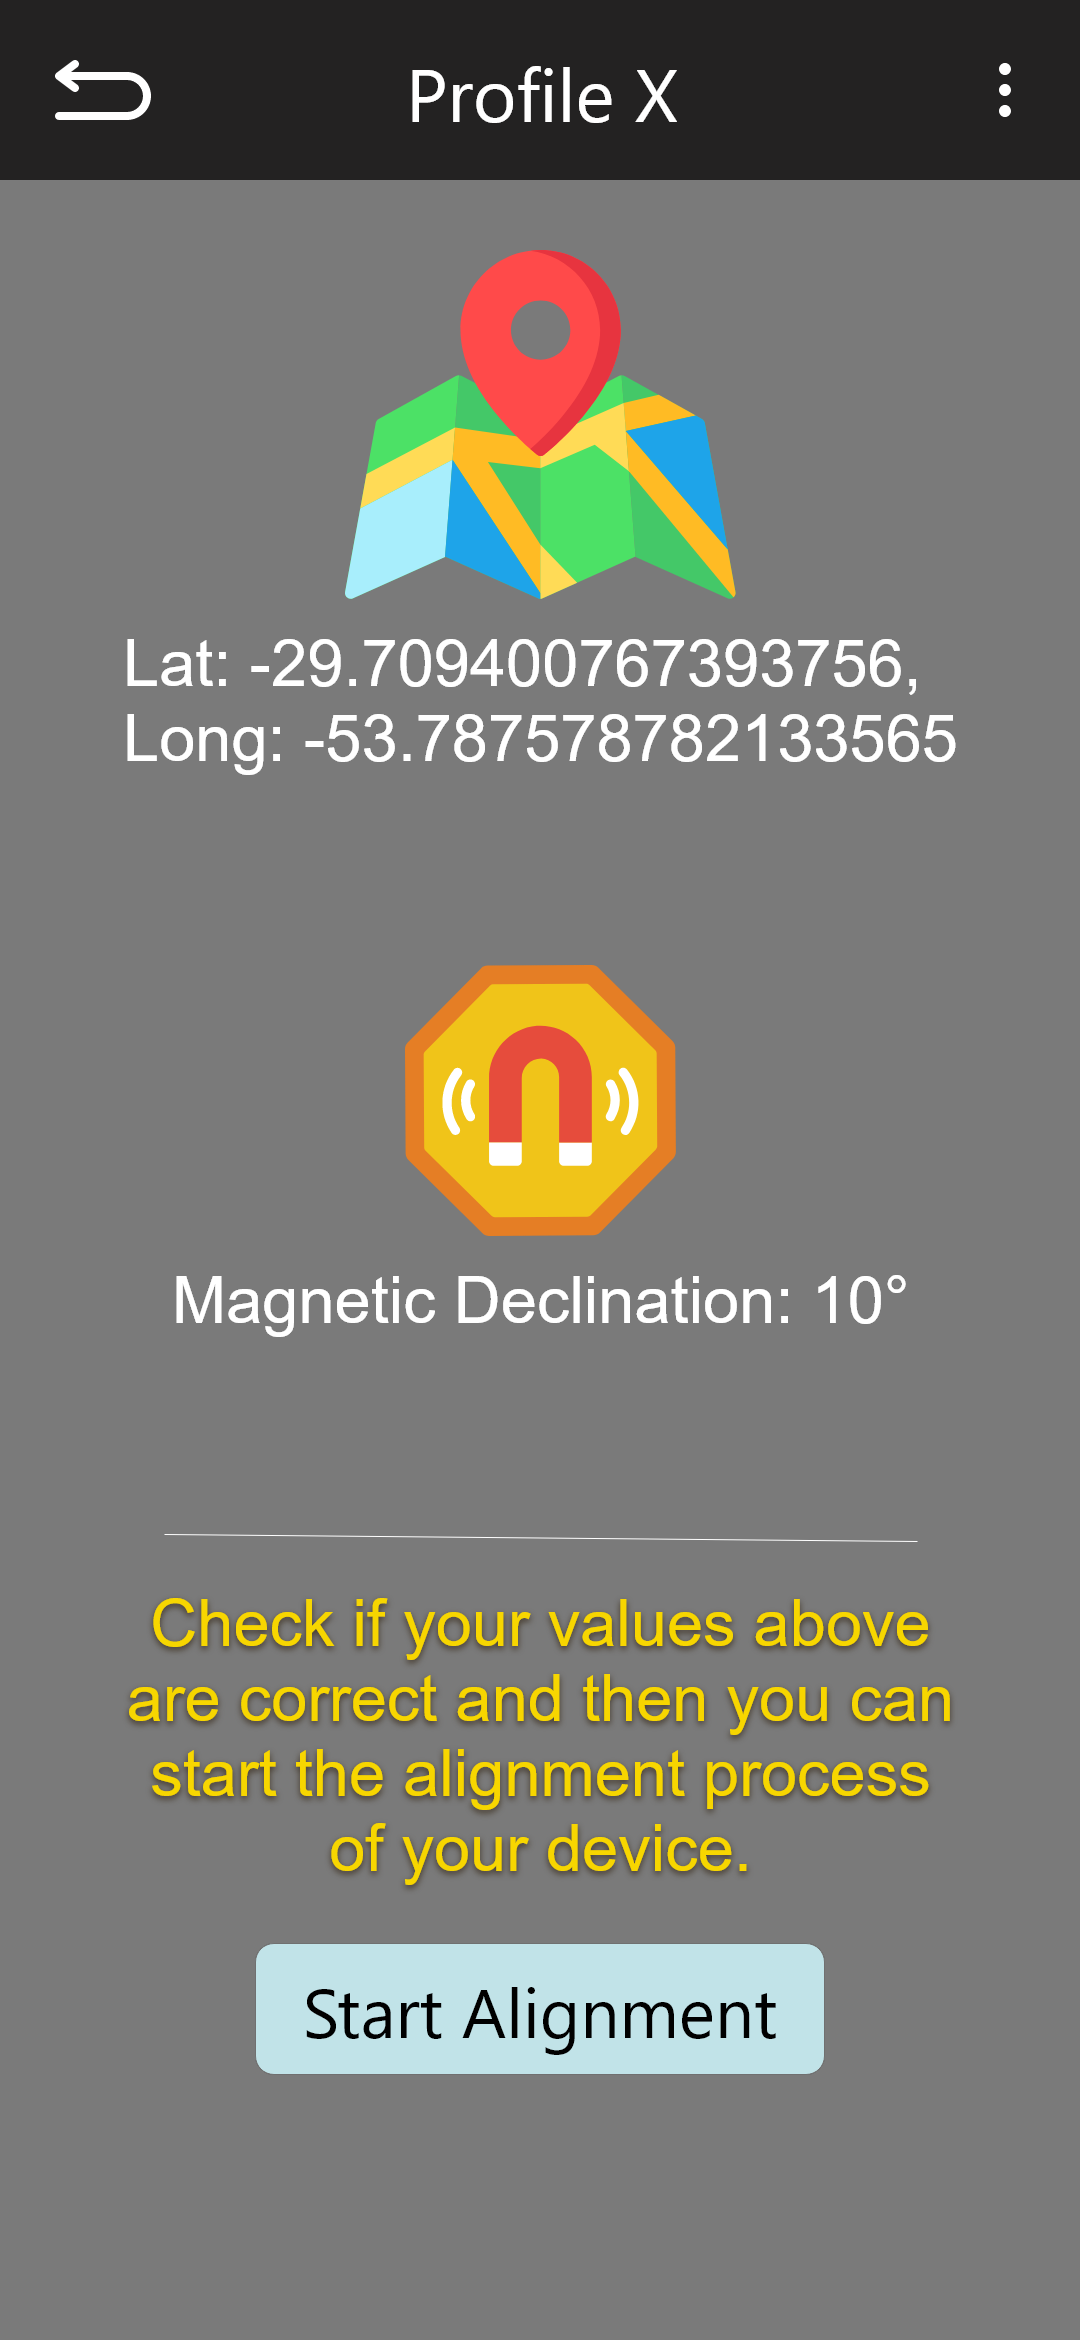 Profile X
Lat: -29.709400767393756,
Long: -53.787578782133565
Magnetic Declination: 10°
Check if your values above
are correct and then you can
start the alignment process
of your device.
Start Alignment